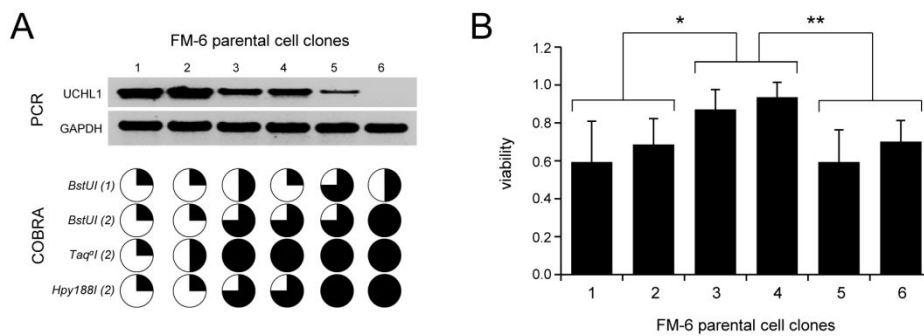 A
FM-6 parental cell clones
1 2 3 4 5 6
PCR
UCHL1
GAPDH
COBRA
BstUI (1)
BstUI (2)
TaqαI (2)
Hpy188I (2)
B
* **
viability
1.2
1.0
0.8
0.6
0.4
0.2
0.0
1 2 3 4 5 6
FM-6 parental cell clones